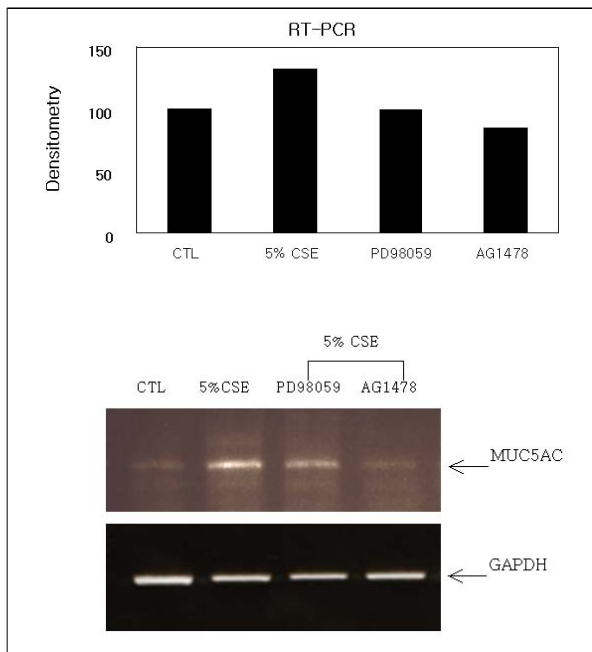 RT-PCR
Densitometry
150
100
50
0
CTL 5% CSE PD98059 AG1478
5% CSE
CTL 5%CSE PD98059 AG1478
MUC5AC
GAPDH